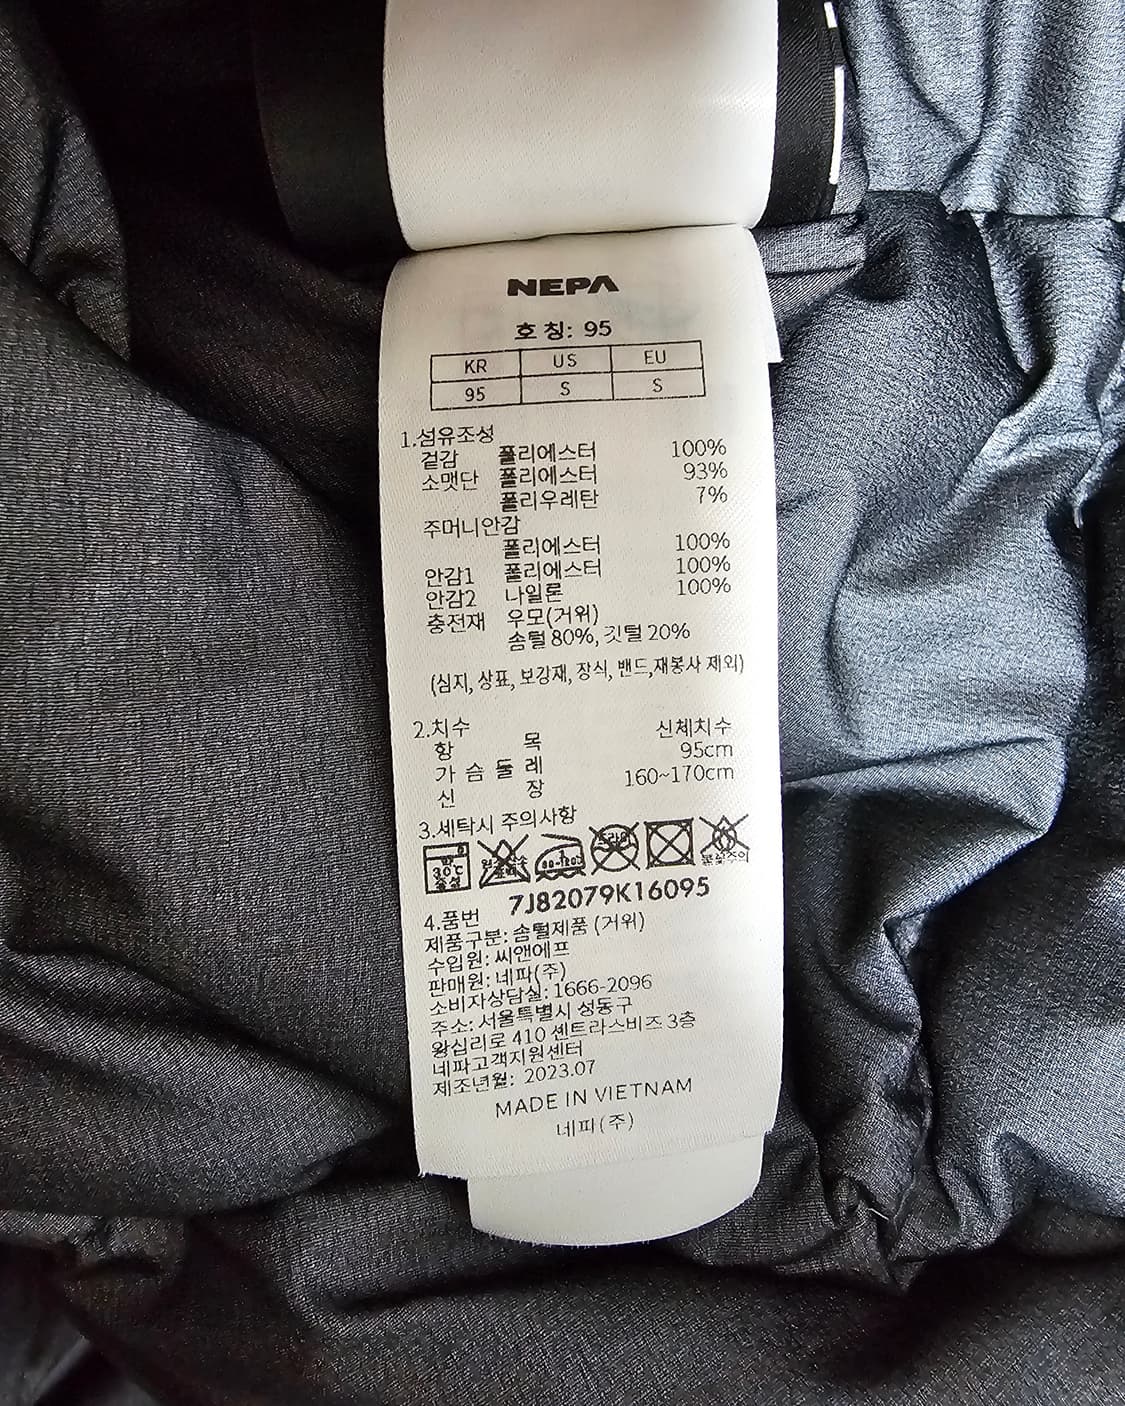 NEPA
호 칭: 95
KR US EU
95 S S
1.섬유조성
겉감 폴리에스터 100%
소맷단 폴리에스터 93%
폴리우레탄 7%
주머니안감
폴리에스터 100%
안감1 폴리에스터 100%
안감2 나일론 100%
충전재 우모(거위)
솜털 80%, 깃털 20%
(심지, 상표, 보강재, 장식, 밴드,재봉사 제외)
2.치수
항 목 신체치수
가 슴 둘 레 95cm
신 장 160~170cm
3.세탁시 주의사항
30℃
중성
80~120℃
드라이
7J82079K16095
4.품번
제품구분: 솜털제품 (거위)
수입원: 씨앤에프
판매원: 네파(주)
소비자상담실: 1666-2096
주소: 서울특별시 성동구
왕십리로 410 센트라스비즈 3층
네파고객지원센터
제조년월: 2023.07
MADE IN VIETNAM
네파(주)